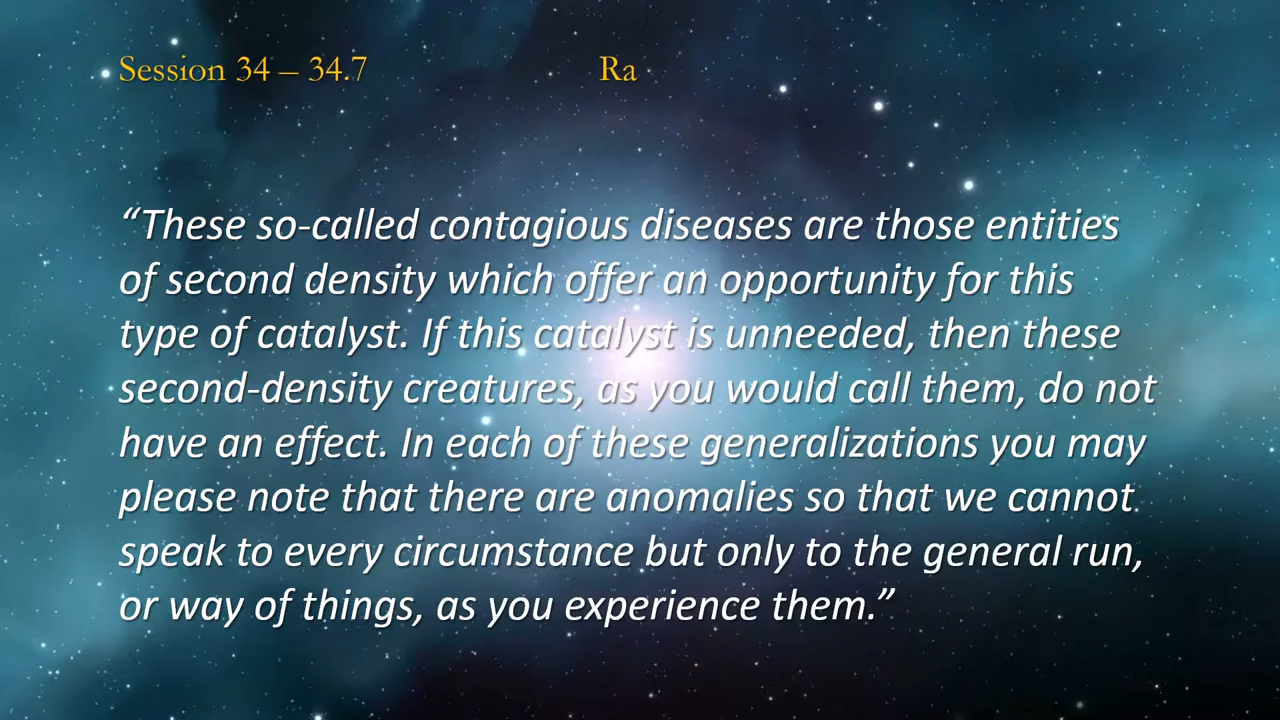 Session 34 – 34.7 Ra
“These so-called contagious diseases are those entities
of second density which offer an opportunity for this
type of catalyst. If this catalyst is unneeded, then these
second-density creatures, as you would call them, do not
have an effect. In each of these generalizations you may
please note that there are anomalies so that we cannot
speak to every circumstance but only to the general run,
or way of things, as you experience them.”